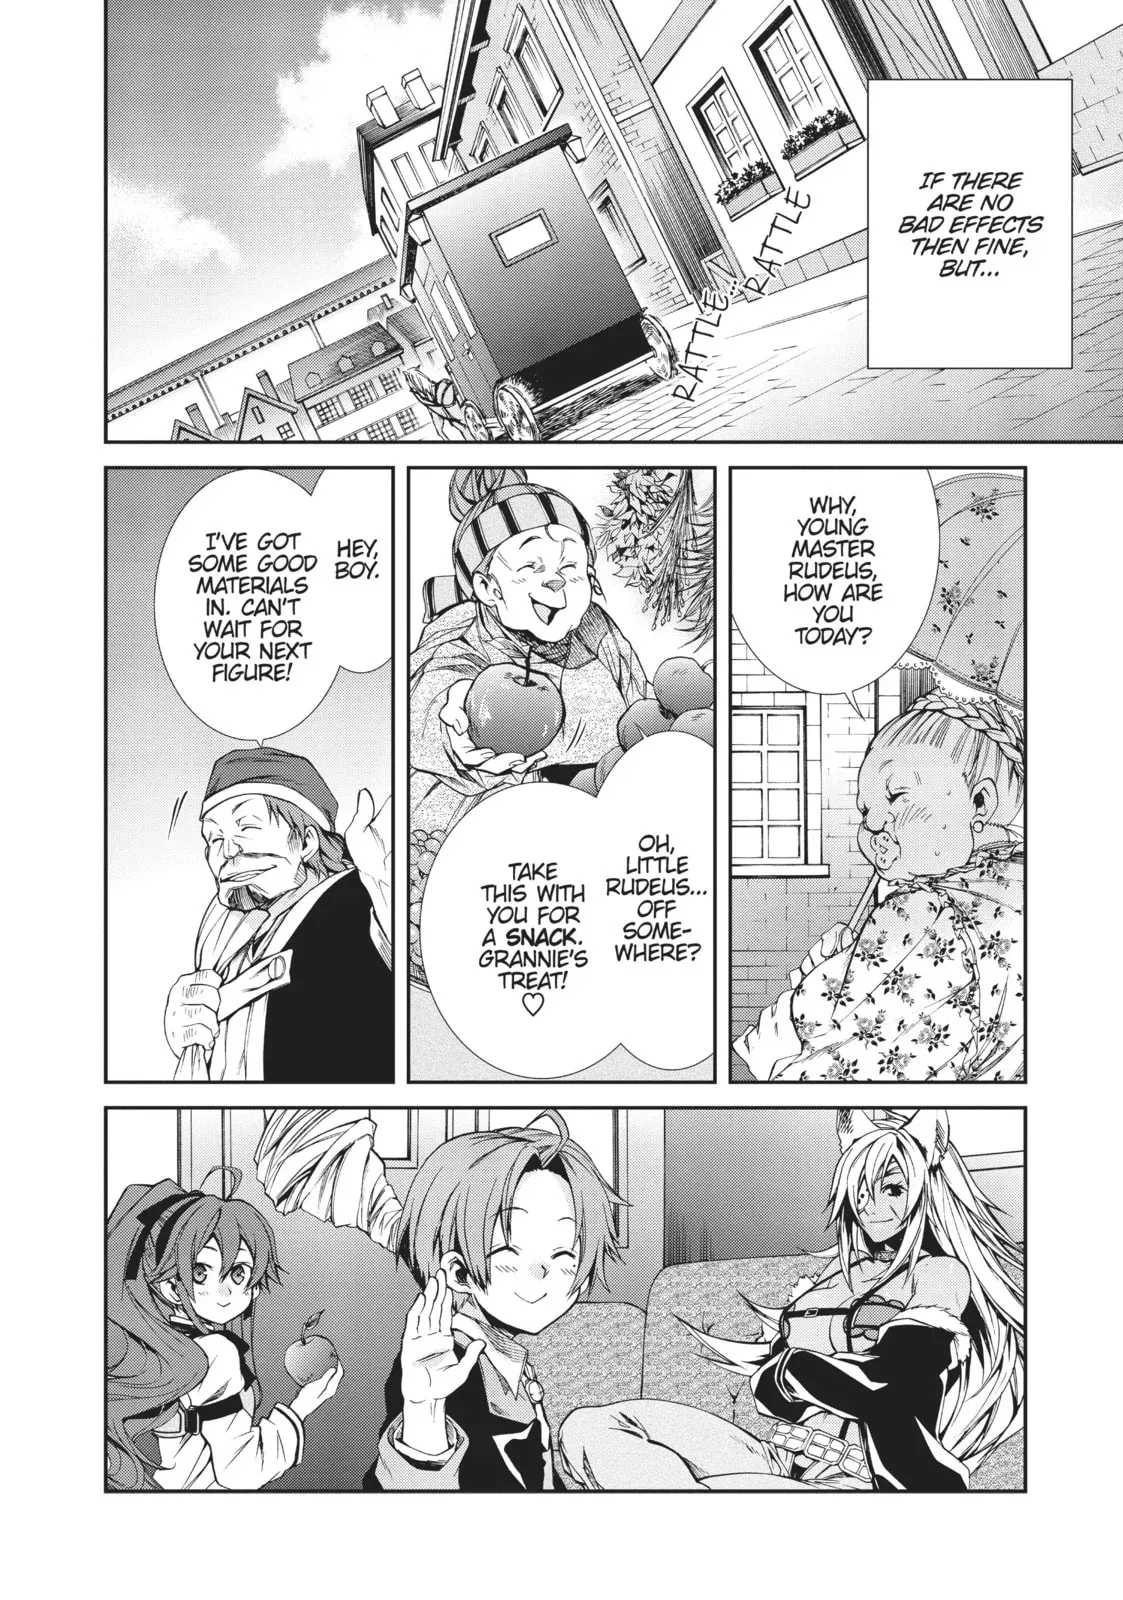 IF THERE
ARE NO
BAD EFFECTS
THEN FINE,
BUT...
RATTLE
RATTLE...
WHY,
YOUNG
MASTER
RUDEUS,
HOW ARE
YOU
TODAY?
OH,
LITTLE
RUDEUS...
OFF
SOME-
WHERE?
TAKE
THIS WITH
YOU FOR
A SNACK.
GRANNIE'S
TREAT!
♡
HEY,
BOY.
I'VE GOT
SOME GOOD
MATERIALS
IN. CAN'T
WAIT FOR
YOUR NEXT
FIGURE!